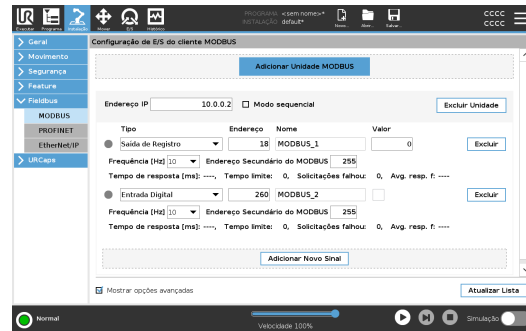 PROGRAMA <sem nome>*
INSTALAÇÃO default*
Executar Programa Instalação Mover E/S Histórico Novo... Abrir... Salvar...
CCCC
CCCC
Geral
Movimento
Segurança
Feature
Fieldbus
MODBUS
PROFINET
EtherNet/IP
URCaps
Configuração de E/S do cliente MODBUS
Adicionar Unidade MODBUS
Endereço IP 10.0.0.2 Modo sequencial Excluir Unidade
Tipo Endereço Nome Valor
Saída de Registro 18 MODBUS_1 0 Excluir
Frequência [Hz] 10 Endereço Secundário do MODBUS 255
Tempo de resposta [ms]: ----, Tempo limite: 0, Solicitações falhou: 0, Avg. resp. f: ----
Entrada Digital 260 MODBUS_2 Excluir
Frequência [Hz] 10 Endereço Secundário do MODBUS 255
Tempo de resposta [ms]: ----, Tempo limite: 0, Solicitações falhou: 0, Avg. resp. f: ----
Adicionar Novo Sinal
Mostrar opções avançadas Atualizar Lista
Normal
Velocidade 100%
Simulação